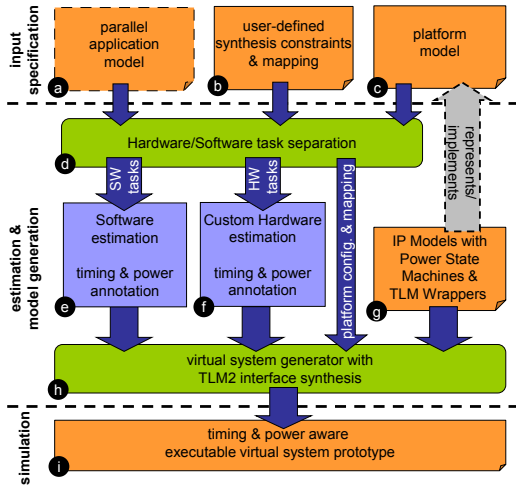 input
specification
parallel
application
model
a
user-defined
synthesis constraints
& mapping
b
platform
model
c
Hardware/Software task separation
d
SW
tasks
HW
tasks
platform config. & mapping
represents/
implements
estimation &
model generation
Software
estimation
timing & power
annotation
e
Custom Hardware
estimation
timing & power
annotation
f
IP Models with
Power State
Machines &
TLM Wrappers
g
virtual system generator with
TLM2 interface synthesis
h
simulation
timing & power aware
executable virtual system prototype
i